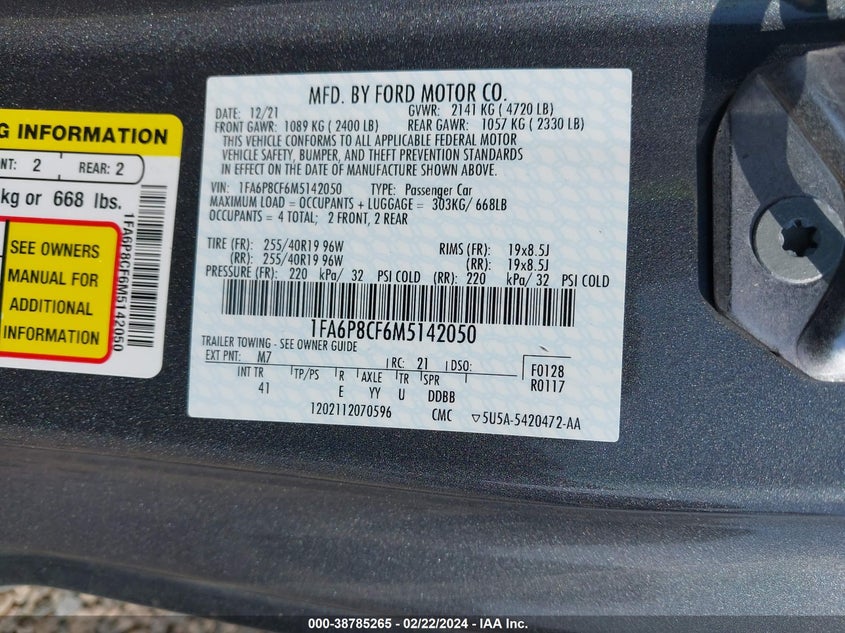 G INFORMATION
NT: 2 REAR: 2
kg or 668 lbs.
SEE OWNERS
MANUAL FOR
ADDITIONAL
INFORMATION
1FA6P8CF6M5142050
MFD. BY FORD MOTOR CO.
DATE: 12/21 GVWR: 2141 KG ( 4720 LB)
FRONT GAWR: 1089 KG ( 2400 LB) REAR GAWR: 1057 KG ( 2330 LB)
THIS VEHICLE CONFORMS TO ALL APPLICABLE FEDERAL MOTOR
VEHICLE SAFETY, BUMPER, AND THEFT PREVENTION STANDARDS
IN EFFECT ON THE DATE OF MANUFACTURE SHOWN ABOVE.
VIN: 1FA6P8CF6M5142050 TYPE: Passenger Car
MAXIMUM LOAD = OCCUPANTS + LUGGAGE = 303KG/ 668LB
OCCUPANTS = 4 TOTAL; 2 FRONT, 2 REAR
TIRE (FR): 255/40R19 96W RIMS (FR): 19x8.5J
(RR): 255/40R19 96W (RR): 19x8.5J
PRESSURE (FR): 220 kPa/ 32 PSI COLD (RR): 220 kPa/ 32 PSI COLD
1FA6P8CF6M5142050
TRAILER TOWING - SEE OWNER GUIDE
EXT PNT: M7 RC: 21 DSO:
F0128
R0117
INT TR TP/PS R AXLE TR SPR
41 E YY U DDBB
1202112070596 CMC ▽5U5A-5420472-AA
000-38785265 - 02/22/2024 - IAA Inc.